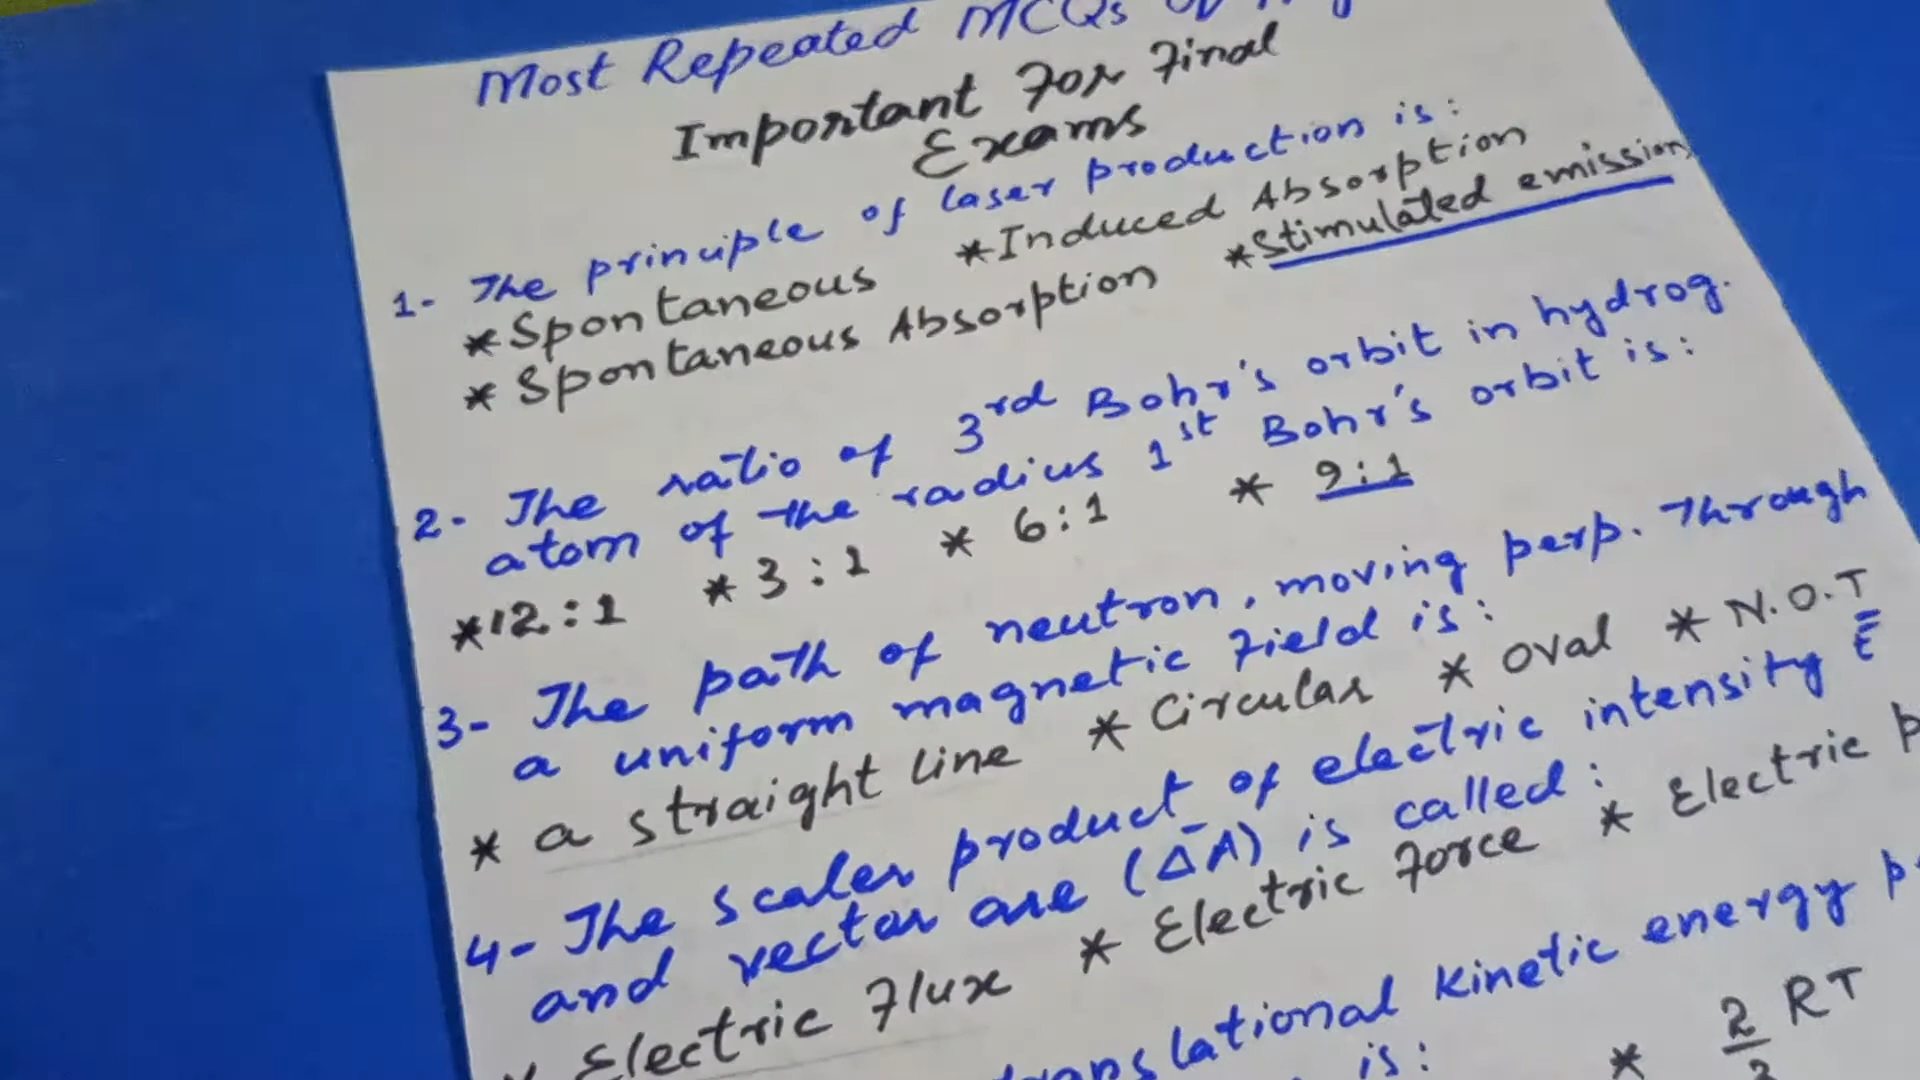 Most Repeated MCQs of
Important For Final
Exams
1- The principle of laser production is:
* Spontaneous * Induced Absorption
* Spontaneous Absorption * Stimulated emission
2- The ratio of 3rd Bohr's orbit in hydrog.
atom of the radius 1st Bohr's orbit is:
* 12:1 * 3:1 * 6:1 * 9:1
3- The path of neutron, moving perp. Through
a uniform magnetic Field is:
* a straight line * Circular * oval * N.O.T
4- The scaler product of electric intensity E̅
and vector are (ΔA̅) is called:
* Electric Flux * Electric Force * Electric P
translational kinetic energy p
is: * 2/3 RT